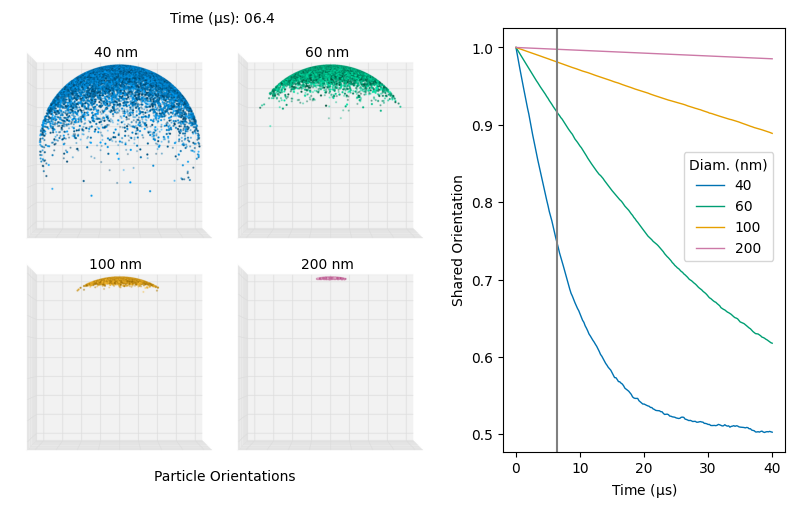 Time (μs): 06.4
40 nm
60 nm
100 nm
200 nm
Particle Orientations
Shared Orientation
1.0
0.9
0.8
0.7
0.6
0.5
Diam. (nm)
40
60
100
200
0
10
20
30
40
Time (μs)